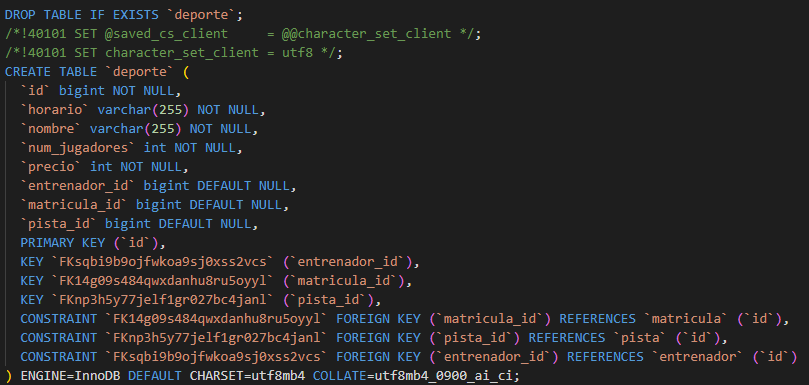 DROP TABLE IF EXISTS `deporte`;
/*!40101 SET @saved_cs_client     = @@character_set_client */;
/*!40101 SET character_set_client = utf8 */;
CREATE TABLE `deporte` (
  `id` bigint NOT NULL,
  `horario` varchar(255) NOT NULL,
  `nombre` varchar(255) NOT NULL,
  `num_jugadores` int NOT NULL,
  `precio` int NOT NULL,
  `entrenador_id` bigint DEFAULT NULL,
  `matricula_id` bigint DEFAULT NULL,
  `pista_id` bigint DEFAULT NULL,
  PRIMARY KEY (`id`),
  KEY `FKsqbi9b9ojfwkoa9sj0xss2vcs` (`entrenador_id`),
  KEY `FK14g09s484qwxdanhu8ru5oyyl` (`matricula_id`),
  KEY `FKnp3h5y77jelf1gr027bc4janl` (`pista_id`),
  CONSTRAINT `FK14g09s484qwxdanhu8ru5oyyl` FOREIGN KEY (`matricula_id`) REFERENCES `matricula` (`id`),
  CONSTRAINT `FKnp3h5y77jelf1gr027bc4janl` FOREIGN KEY (`pista_id`) REFERENCES `pista` (`id`),
  CONSTRAINT `FKsqbi9b9ojfwkoa9sj0xss2vcs` FOREIGN KEY (`entrenador_id`) REFERENCES `entrenador` (`id`)
) ENGINE=InnoDB DEFAULT CHARSET=utf8mb4 COLLATE=utf8mb4_0900_ai_ci;